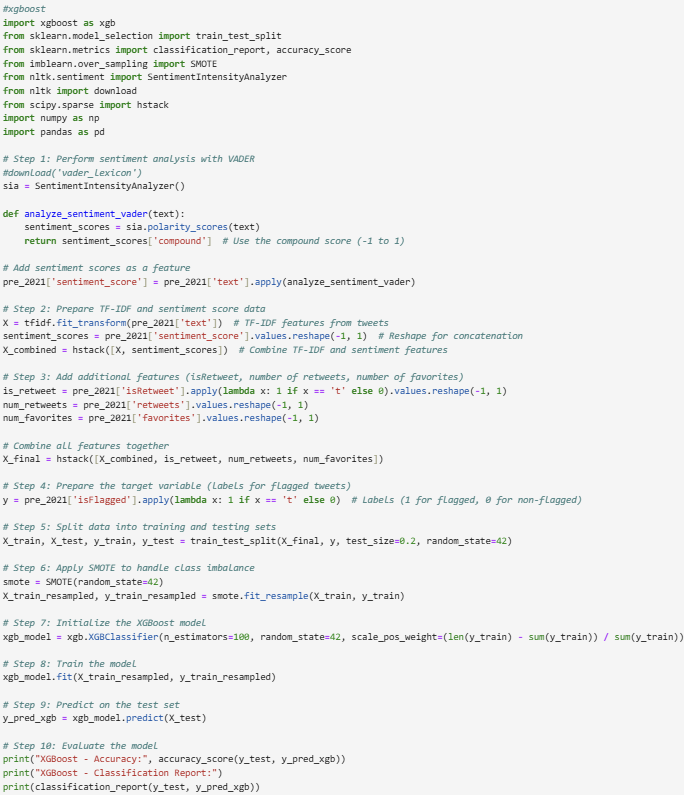 #xgboost
import xgboost as xgb
from sklearn.model_selection import train_test_split
from sklearn.metrics import classification_report, accuracy_score
from imblearn.over_sampling import SMOTE
from nltk.sentiment import SentimentIntensityAnalyzer
from nltk import download
from scipy.sparse import hstack
import numpy as np
import pandas as pd

# Step 1: Perform sentiment analysis with VADER
#download('vader_lexicon')
sia = SentimentIntensityAnalyzer()

def analyze_sentiment_vader(text):
    sentiment_scores = sia.polarity_scores(text)
    return sentiment_scores['compound']  # Use the compound score (-1 to 1)

# Add sentiment scores as a feature
pre_2021['sentiment_score'] = pre_2021['text'].apply(analyze_sentiment_vader)

# Step 2: Prepare TF-IDF and sentiment score data
X = tfidf.fit_transform(pre_2021['text'])  # TF-IDF features from tweets
sentiment_scores = pre_2021['sentiment_score'].values.reshape(-1, 1)  # Reshape for concatenation
X_combined = hstack([X, sentiment_scores])  # Combine TF-IDF and sentiment features

# Step 3: Add additional features (isRetweet, number of retweets, number of favorites)
is_retweet = pre_2021['isRetweet'].apply(lambda x: 1 if x == 't' else 0).values.reshape(-1, 1)
num_retweets = pre_2021['retweets'].values.reshape(-1, 1)
num_favorites = pre_2021['favorites'].values.reshape(-1, 1)

# Combine all features together
X_final = hstack([X_combined, is_retweet, num_retweets, num_favorites])

# Step 4: Prepare the target variable (labels for flagged tweets)
y = pre_2021['isFlagged'].apply(lambda x: 1 if x == 't' else 0)  # Labels (1 for flagged, 0 for non-flagged)

# Step 5: Split data into training and testing sets
X_train, X_test, y_train, y_test = train_test_split(X_final, y, test_size=0.2, random_state=42)

# Step 6: Apply SMOTE to handle class imbalance
smote = SMOTE(random_state=42)
X_train_resampled, y_train_resampled = smote.fit_resample(X_train, y_train)

# Step 7: Initialize the XGBoost model
xgb_model = xgb.XGBClassifier(n_estimators=100, random_state=42, scale_pos_weight=(len(y_train) - sum(y_train)) / sum(y_train))

# Step 8: Train the model
xgb_model.fit(X_train_resampled, y_train_resampled)

# Step 9: Predict on the test set
y_pred_xgb = xgb_model.predict(X_test)

# Step 10: Evaluate the model
print("XGBoost - Accuracy:", accuracy_score(y_test, y_pred_xgb))
print("XGBoost - Classification Report:")
print(classification_report(y_test, y_pred_xgb))